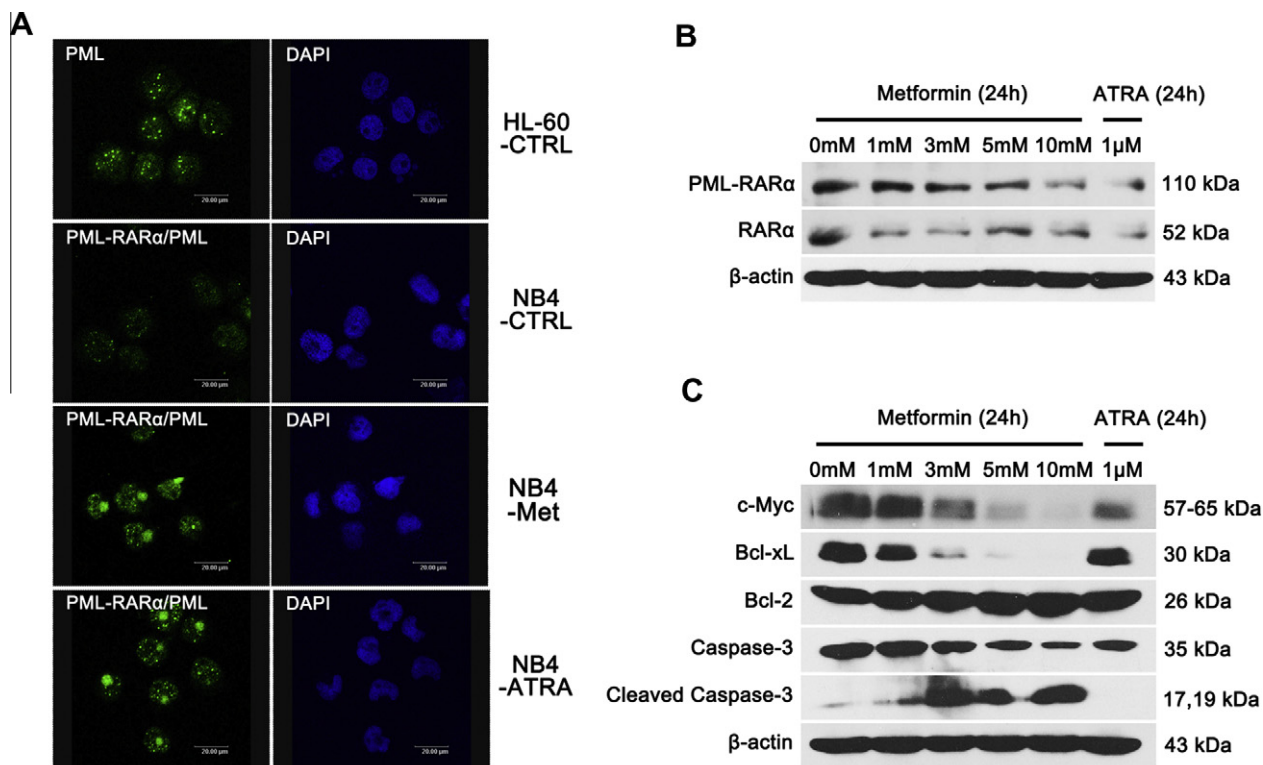 A
PML
DAPI
20.00 μm
20.00 μm
HL-60
-CTRL
PML-RARα/PML
DAPI
20.00 μm
20.00 μm
NB4
-CTRL
PML-RARα/PML
DAPI
20.00 μm
20.00 μm
NB4
-Met
PML-RARα/PML
DAPI
20.00 μm
20.00 μm
NB4
-ATRA
B
Metformin (24h)
ATRA (24h)
0mM 1mM 3mM 5mM 10mM 1μM
PML-RARα 110 kDa
RARα 52 kDa
β-actin 43 kDa
C
Metformin (24h)
ATRA (24h)
0mM 1mM 3mM 5mM 10mM 1μM
c-Myc 57-65 kDa
Bcl-xL 30 kDa
Bcl-2 26 kDa
Caspase-3 35 kDa
Cleaved Caspase-3 17,19 kDa
β-actin 43 kDa